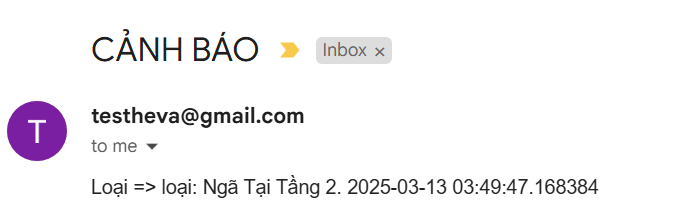 CẢNH BÁO Inbox ×
T
testheva@gmail.com
to me
Loại => loại: Ngã Tại Tầng 2. 2025-03-13 03:49:47.168384